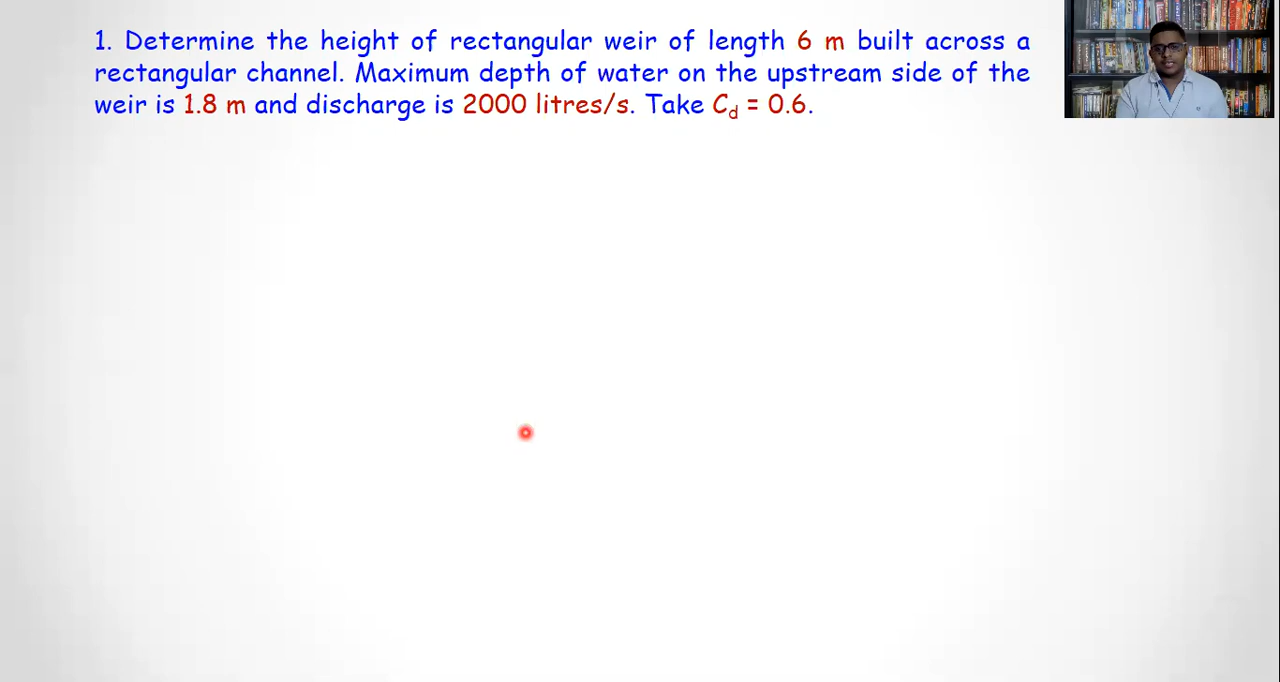 1. Determine the height of rectangular weir of length 6 m built across a
rectangular channel. Maximum depth of water on the upstream side of the
weir is 1.8 m and discharge is 2000 litres/s. Take Cd = 0.6.